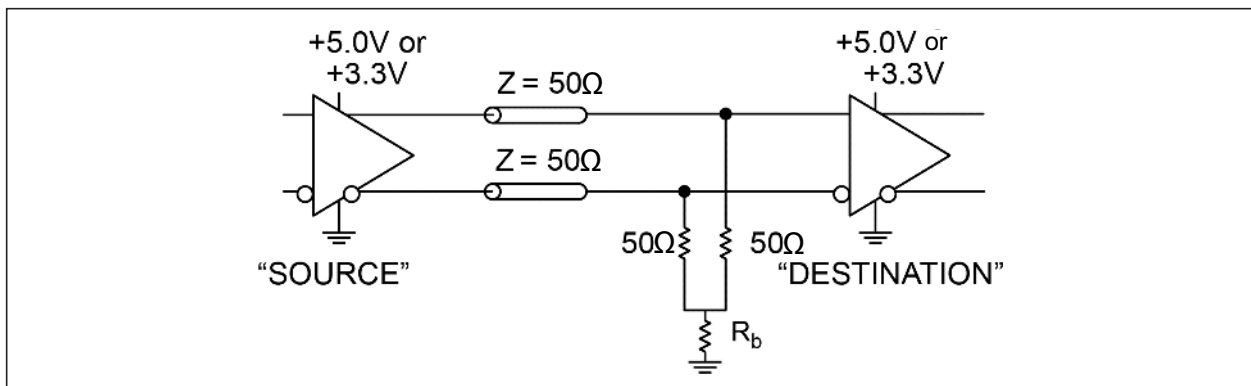 +5.0V or
+3.3V
Z = 50Ω
Z = 50Ω
+5.0V or
+3.3V
50Ω
50Ω
"SOURCE"
"DESTINATION"
Rb